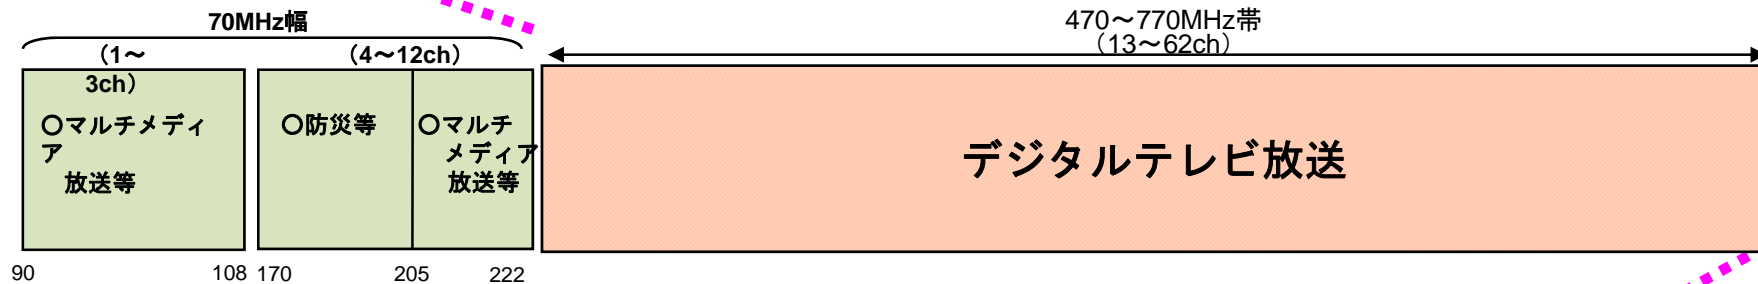 70MHz幅
470～770MHz帯
（13～62ch）
（1～
3ch）
（4～12ch）
○マルチメディ
ア
放送等
○防災等
○マルチ
メディア
放送等
デジタルテレビ放送
90
108
170
205
222